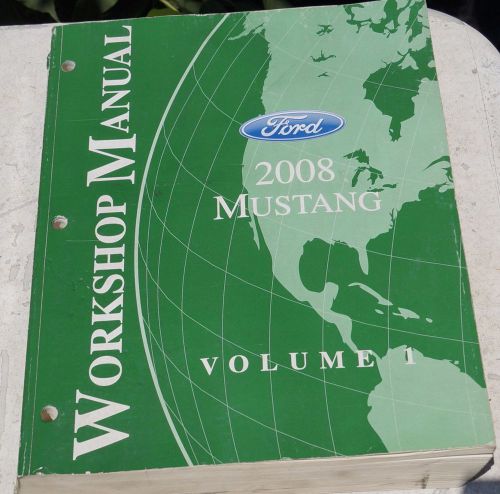 WORKSHOP MANUAL
Ford
2008
MUSTANG
VOLUME 1